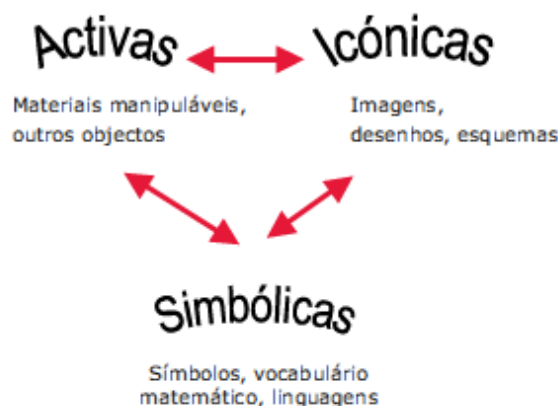 Activas
Icónicas
Materiais manipuláveis,
outros objectos
Imagens,
desenhos, esquemas
Simbólicas
Símbolos, vocabulário
matemático, linguagens